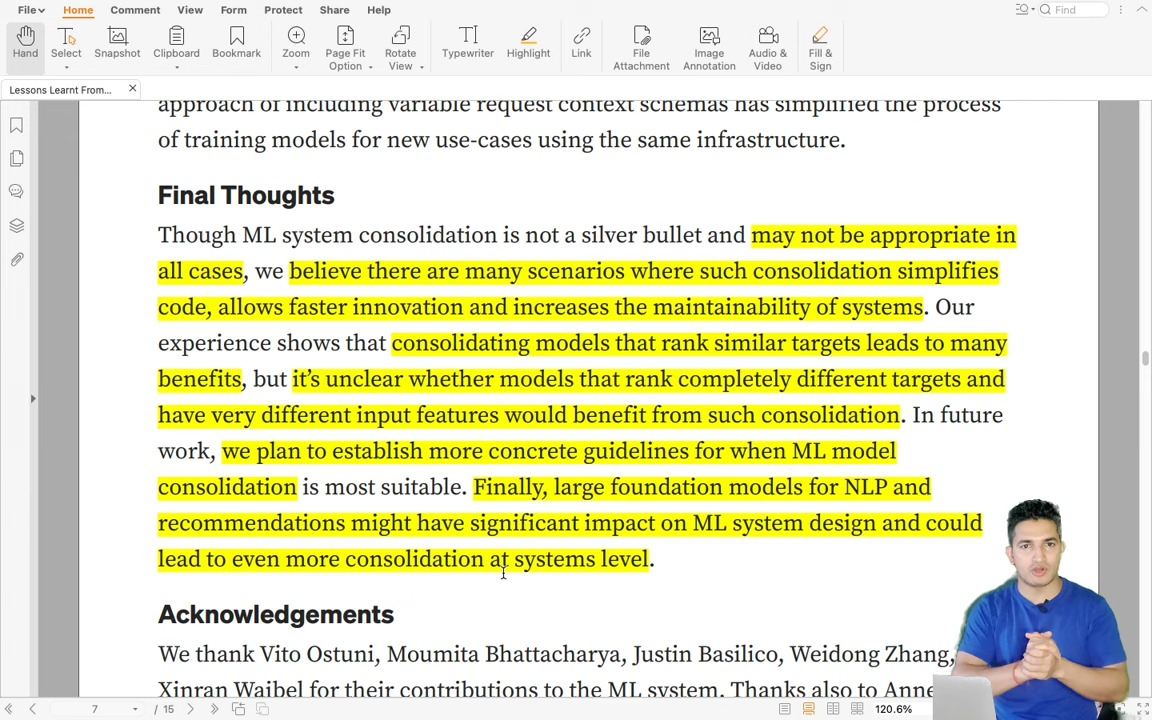 File Home Comment View Form Protect Share Help Find
Hand Select Snapshot Clipboard Bookmark Zoom Page Fit Option Rotate View Typewriter Highlight Link File Attachment Image Annotation Audio & Video Fill & Sign
Lessons Learnt From...
approach of including variable request context schemas has simplified the process
of training models for new use-cases using the same infrastructure.
Final Thoughts
Though ML system consolidation is not a silver bullet and may not be appropriate in
all cases, we believe there are many scenarios where such consolidation simplifies
code, allows faster innovation and increases the maintainability of systems. Our
experience shows that consolidating models that rank similar targets leads to many
benefits, but it’s unclear whether models that rank completely different targets and
have very different input features would benefit from such consolidation. In future
work, we plan to establish more concrete guidelines for when ML model
consolidation is most suitable. Finally, large foundation models for NLP and
recommendations might have significant impact on ML system design and could
lead to even more consolidation at systems level.
Acknowledgements
We thank Vito Ostuni, Moumita Bhattacharya, Justin Basilico, Weidong Zhang,
Xinran Waibel for their contributions to the ML system. Thanks also to Anne
7 / 15 120.6%